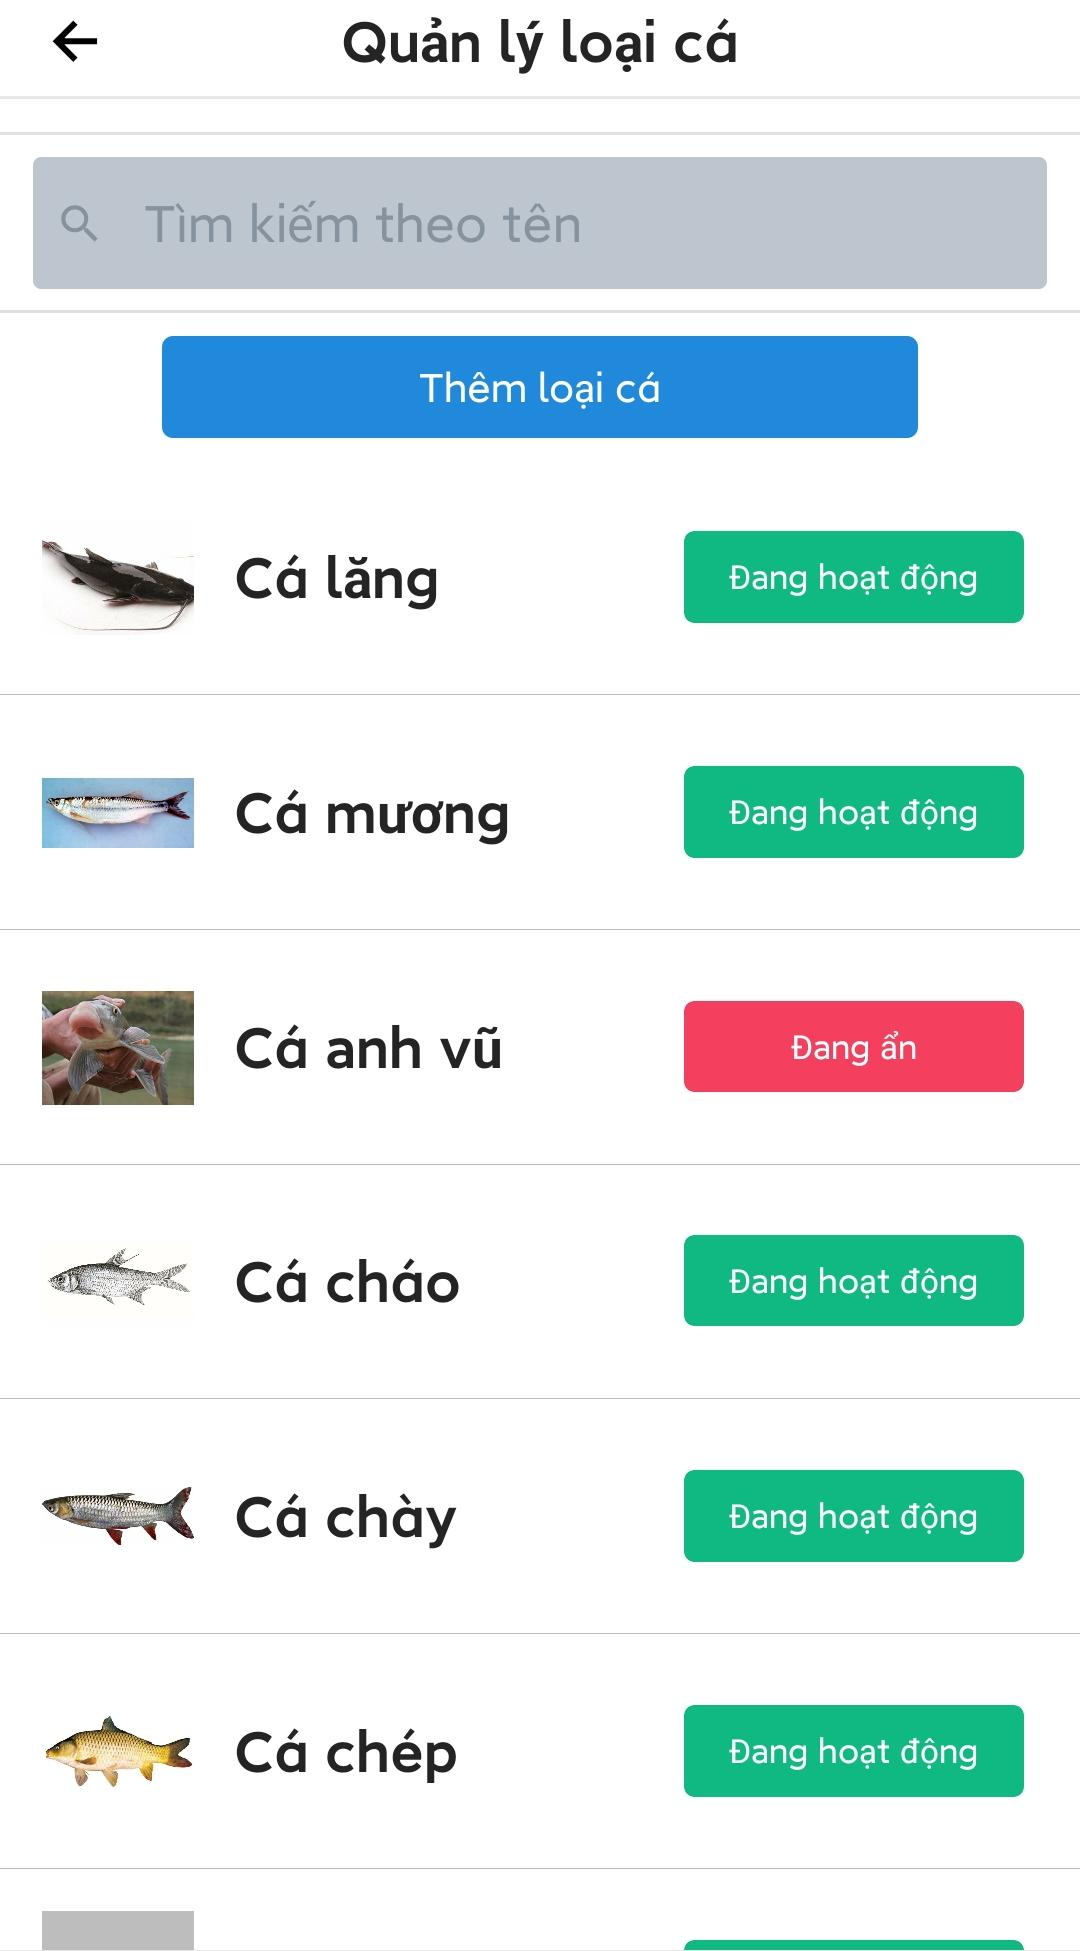 Quản lý loại cá
Tìm kiếm theo tên
Thêm loại cá
Cá lăng
Đang hoạt động
Cá mương
Đang hoạt động
Cá anh vũ
Đang ẩn
Cá cháo
Đang hoạt động
Cá chày
Đang hoạt động
Cá chép
Đang hoạt động